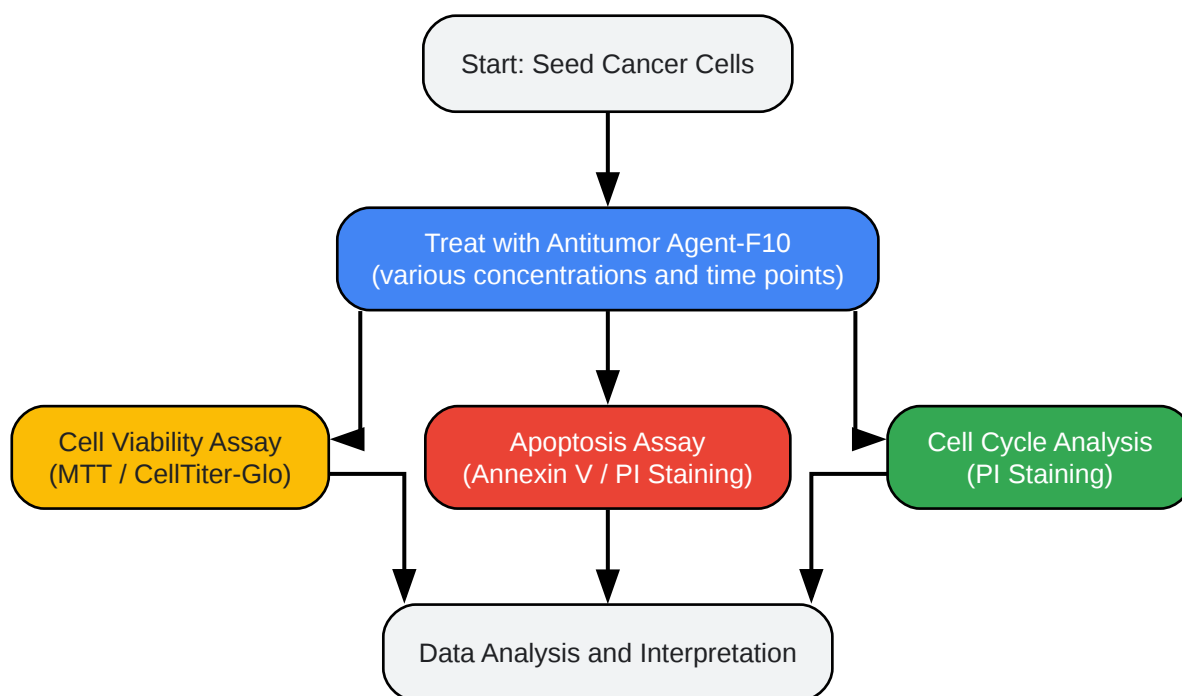 Start: Seed Cancer Cells
Treat with Antitumor Agent-F10
(various concentrations and time points)
Cell Viability Assay
(MTT / CellTiter-Glo)
Apoptosis Assay
(Annexin V / PI Staining)
Cell Cycle Analysis
(PI Staining)
Data Analysis and Interpretation